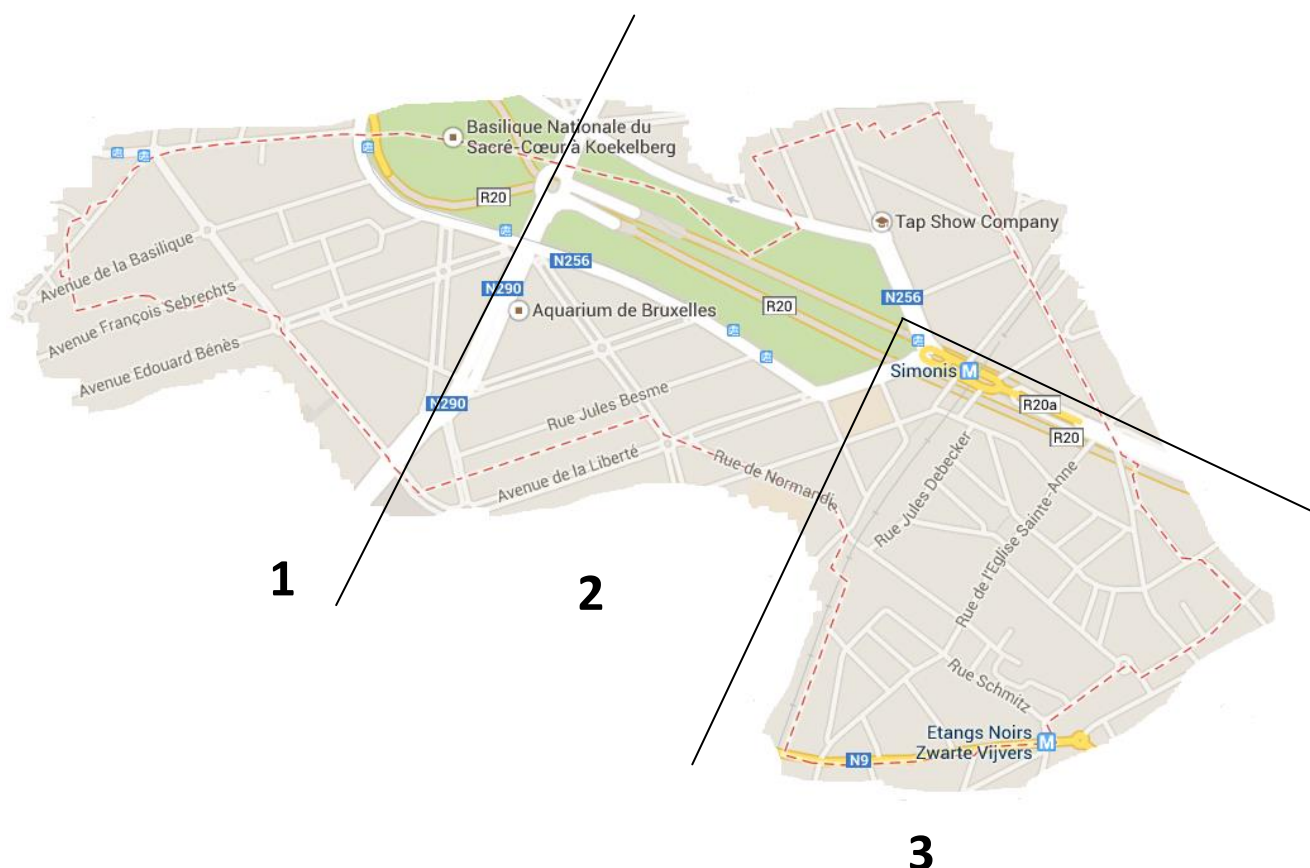 Basilique Nationale du
Sacré-Cœur à Koekelberg
R20
Tap Show Company
Avenue de la Basilique
N256
N290
Aquarium de Bruxelles
R20
N256
Avenue François Sebrechts
Avenue Edouard Bénès
Simonis M
R20a
N290
Rue Jules Besme
R20
Avenue de la Liberté
Rue de Normandie
Rue Jules Debecker
Rue de l'Eglise Sainte-Anne
1
2
Rue Schmitz
Etangs Noirs
Zwarte Vijvers
M
N9
3